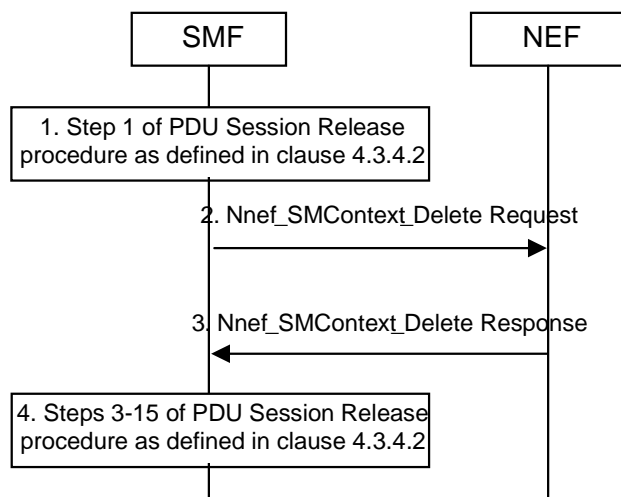 SMF
NEF
1. Step 1 of PDU Session Release
procedure as defined in clause 4.3.4.2
2. Nnef_SMContext_Delete Request
3. Nnef_SMContext_Delete Response
4. Steps 3-15 of PDU Session Release
procedure as defined in clause 4.3.4.2